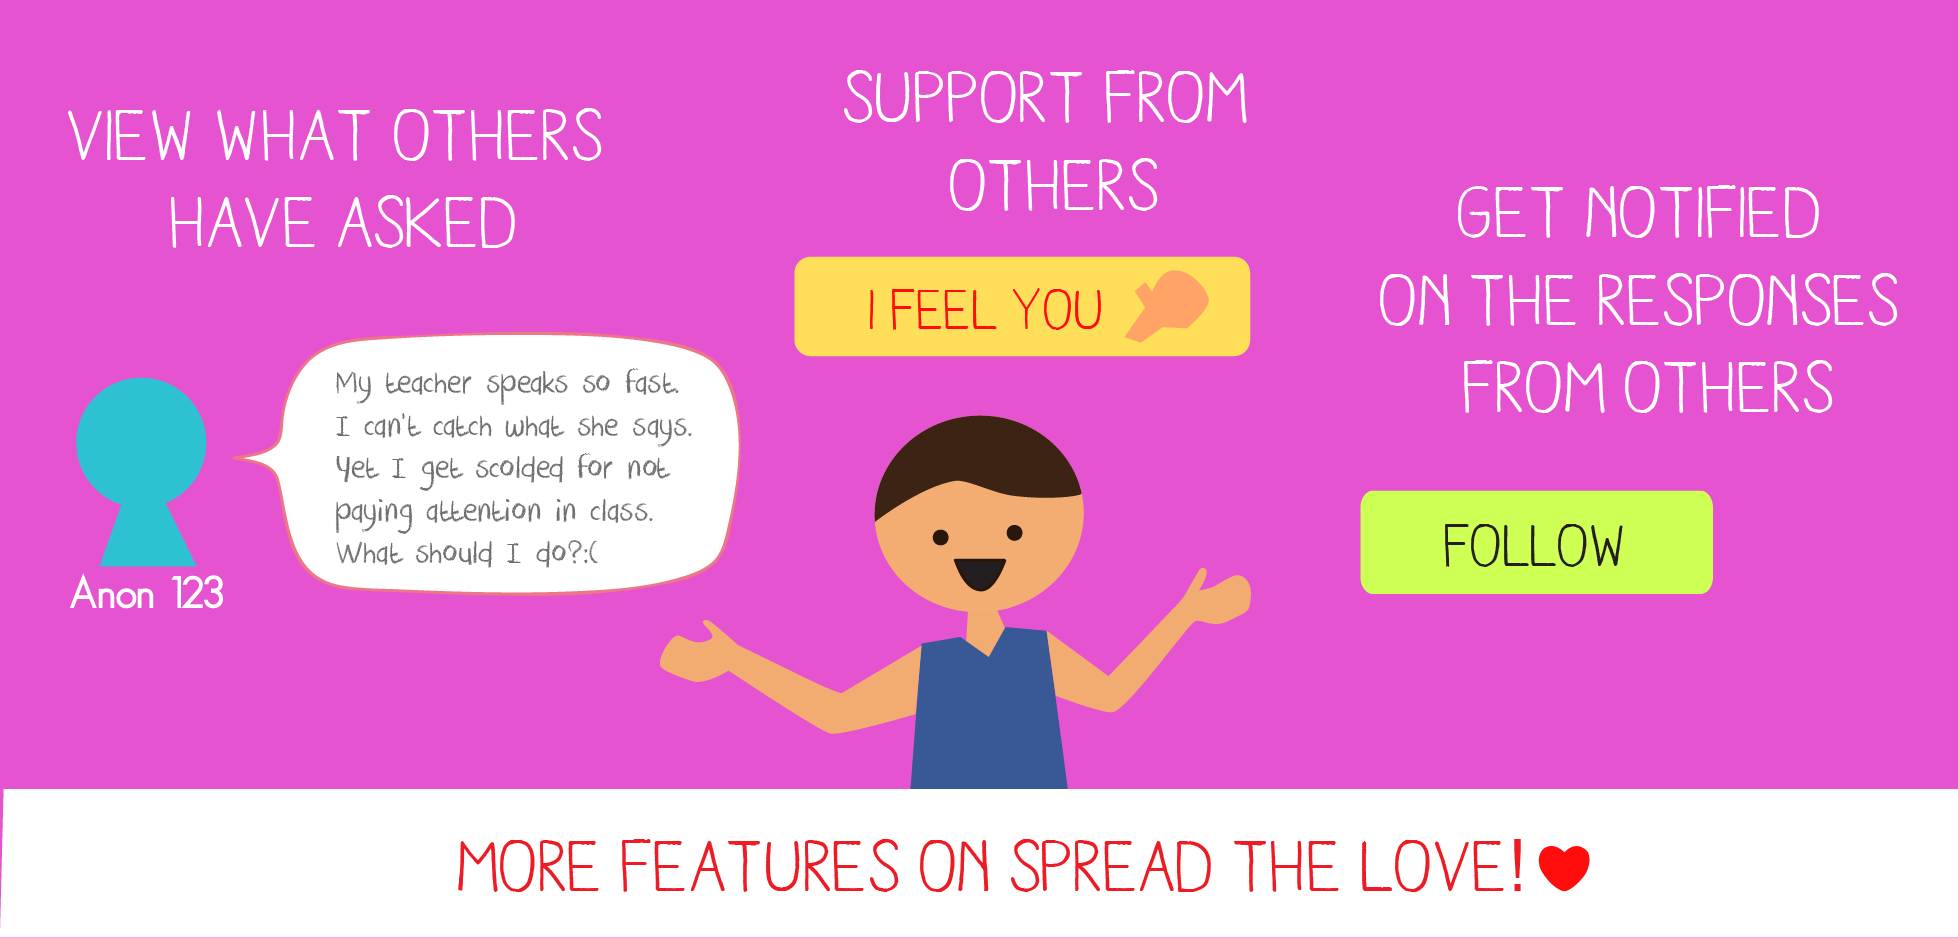 VIEW WHAT OTHERS
HAVE ASKED
My teacher speaks so fast.
I can't catch what she says.
Yet I get scolded for not
paying attention in class.
What should I do?:(
Anon 123
SUPPORT FROM
OTHERS
I FEEL YOU
GET NOTIFIED
ON THE RESPONSES
FROM OTHERS
FOLLOW
MORE FEATURES ON SPREAD THE LOVE!